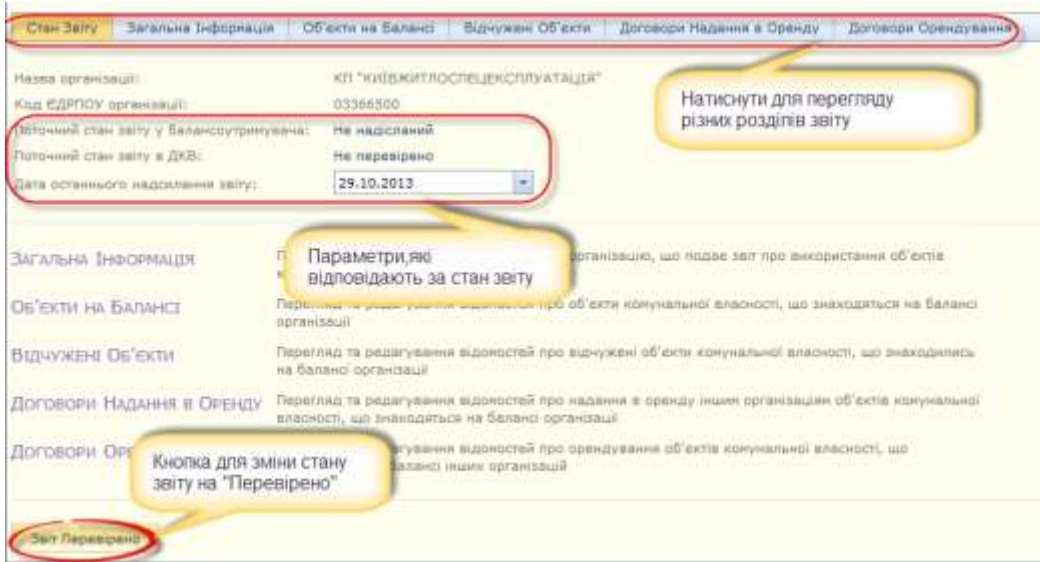 Стан Звіту Загальна Інформація Об'єкти на Балансі Відчужені Об'єкти Договори Надання в Оренду Договори Орендування
Назва організації: КП "КИЇВЖИТЛОСПЕЦЕКСПЛУАТАЦІЯ"
Код ЄДРПОУ організації: 03366500
Натиснути для перегляду
різних розділів звіту
Поточний стан звіту у балансоутримувача: Не надісланий
Поточний стан звіту в ДКВ: Не перевірено
Дата останнього надсилання звіту: 29.10.2013
Параметри,які
відповідають за стан звіту
Загальна Інформація
організацію, що подає звіт про використання об'єктів
Об'єкти на Балансі
про об'єкти комунальної власності, що знаходяться на балансі
організації
Відчужені Об'єкти
Перегляд та редагування відомостей про відчужені об'єкти комунальної власності, що знаходились
на балансі організації
Договори Надання в Оренду
Перегляд та редагування відомостей про надання в оренду іншим організаціям об'єктів комунальної
власності, що знаходяться на балансі організації
Договори
відомостей про орендування об'єктів комунальної власності, що
балансі інших організацій
Кнопка для зміни стану
звіту на "Перевірено"
Звіт Перевірено